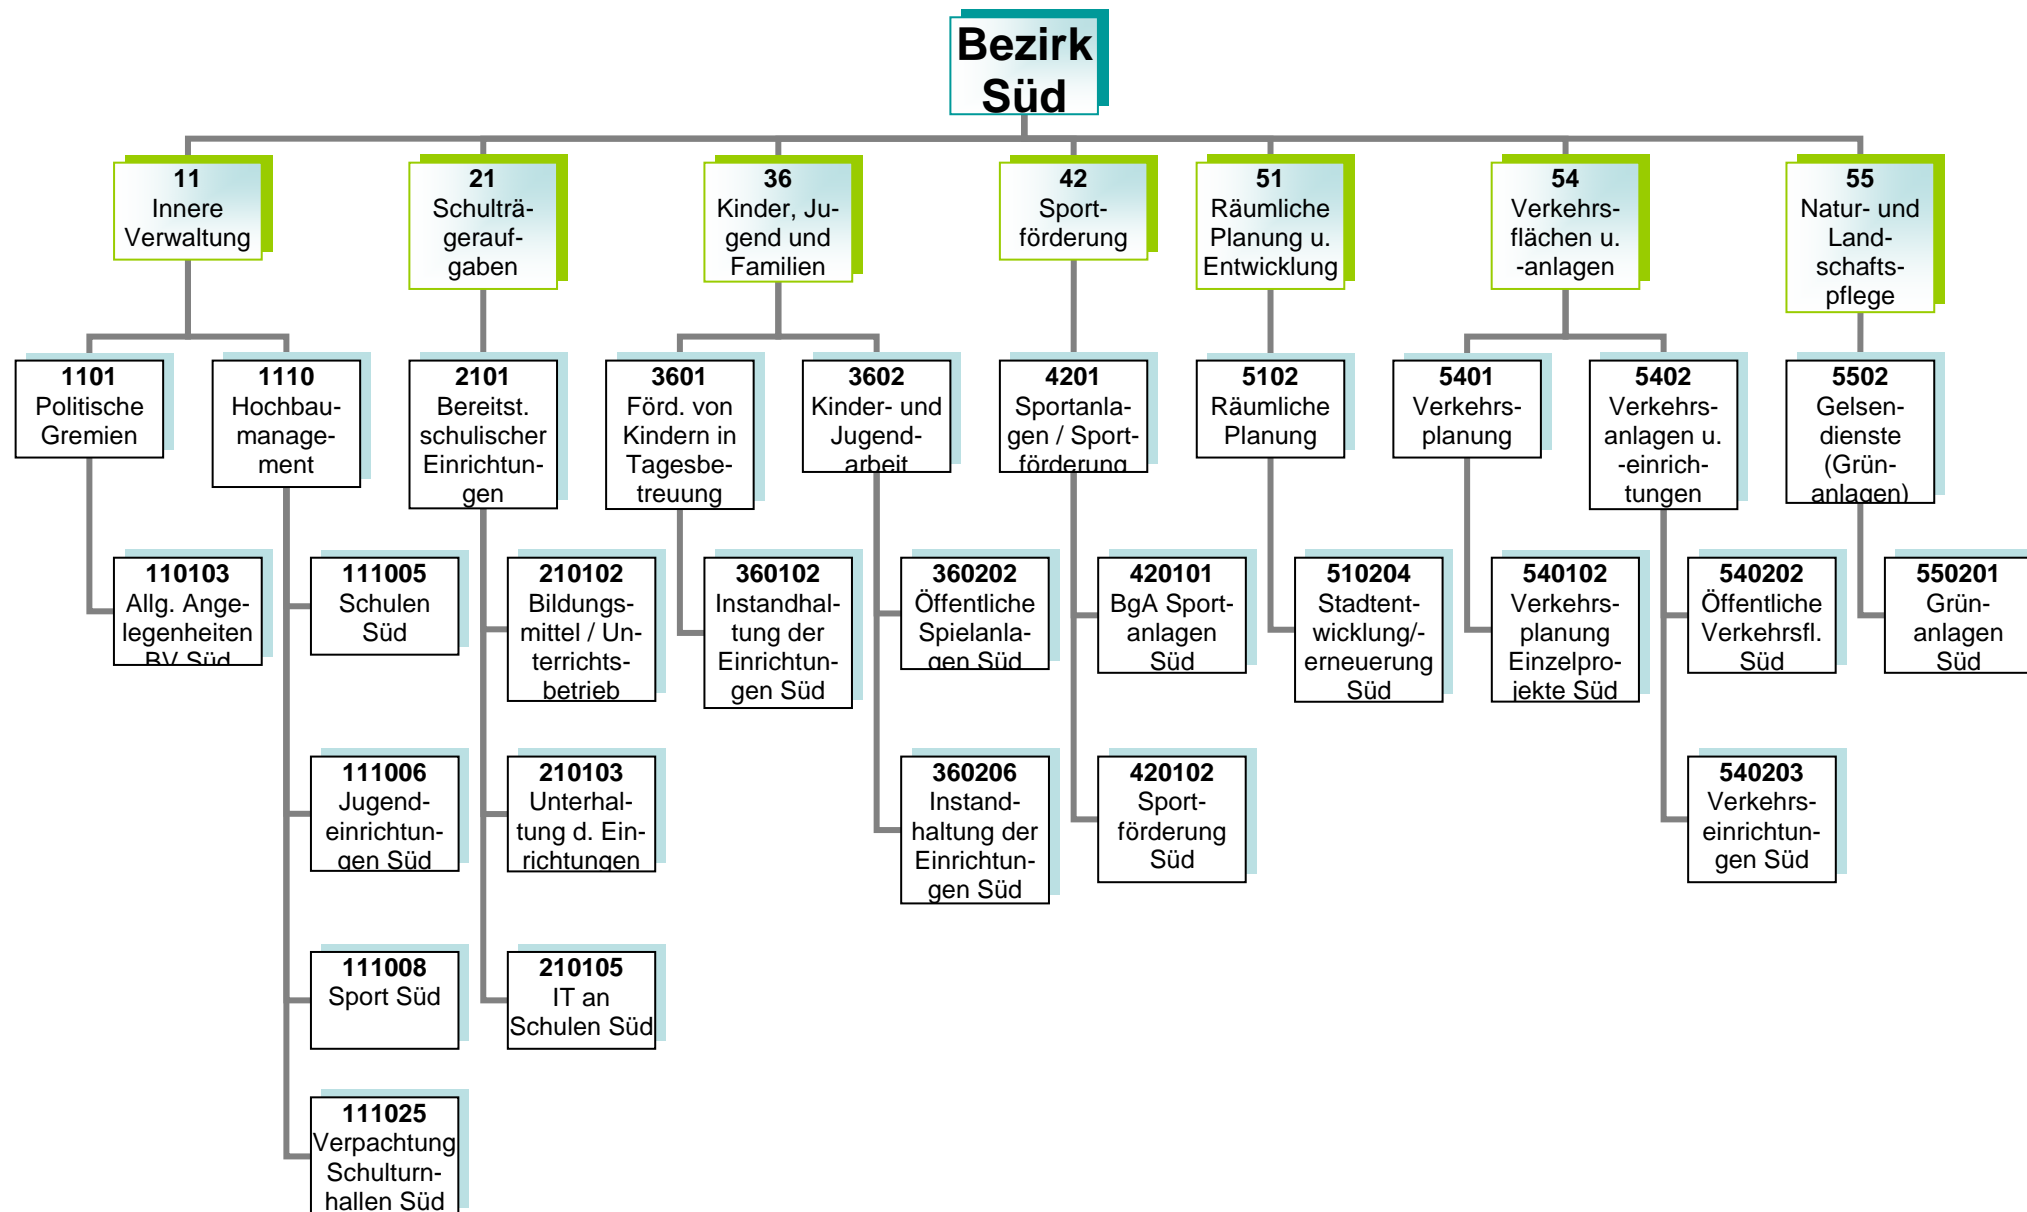 Bezirk
Süd
11
Innere
Verwaltung
21
Schulträ-
gerauf-
gaben
36
Kinder, Ju-
gend und
Familien
42
Sport-
förderung
51
Räumliche
Planung u.
Entwicklung
54
Verkehrs-
flächen u.
-anlagen
55
Natur- und
Land-
schafts-
pflege
1101
Politische
Gremien
1110
Hochbau-
manage-
ment
2101
Bereitst.
schulischer
Einrichtun-
gen
3601
Förd. von
Kindern in
Tagesbe-
treuung
3602
Kinder- und
Jugend-
arbeit
4201
Sportanla-
gen / Sport-
förderung
5102
Räumliche
Planung
5401
Verkehrs-
planung
5402
Verkehrs-
anlagen u.
-einrich-
tungen
5502
Gelsen-
dienste
(Grün-
anlagen)
110103
Allg. Ange-
legenheiten
BV Süd
111005
Schulen
Süd
210102
Bildungs-
mittel / Un-
terrichts-
betrieb
360102
Instandhal-
tung der
Einrichtun-
gen Süd
360202
Öffentliche
Spielanla-
gen Süd
420101
BgA Sport-
anlagen
Süd
510204
Stadtent-
wicklung/-
erneuerung
Süd
540102
Verkehrs-
planung
Einzelpro-
jekte Süd
540202
Öffentliche
Verkehrsfl.
Süd
550201
Grün-
anlagen
Süd
111006
Jugend-
einrichtun-
gen Süd
210103
Unterhal-
tung d. Ein-
richtungen
360206
Instand-
haltung der
Einrichtun-
gen Süd
420102
Sport-
förderung
Süd
540203
Verkehrs-
einrichtun-
gen Süd
111008
Sport Süd
210105
IT an
Schulen Süd
111025
Verpachtung
Schulturn-
hallen Süd